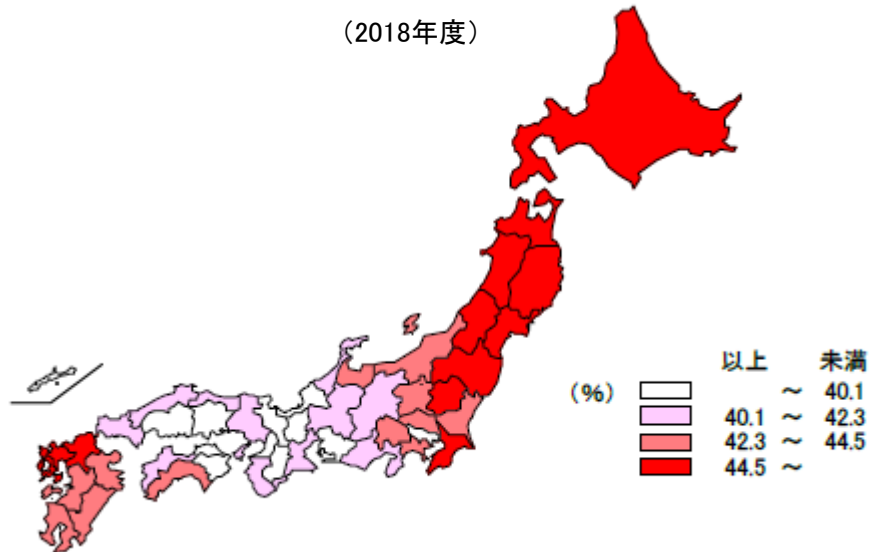 （2018年度）
以上 未満
（%） ～ 40.1
40.1 ～ 42.3
42.3 ～ 44.5
44.5 ～